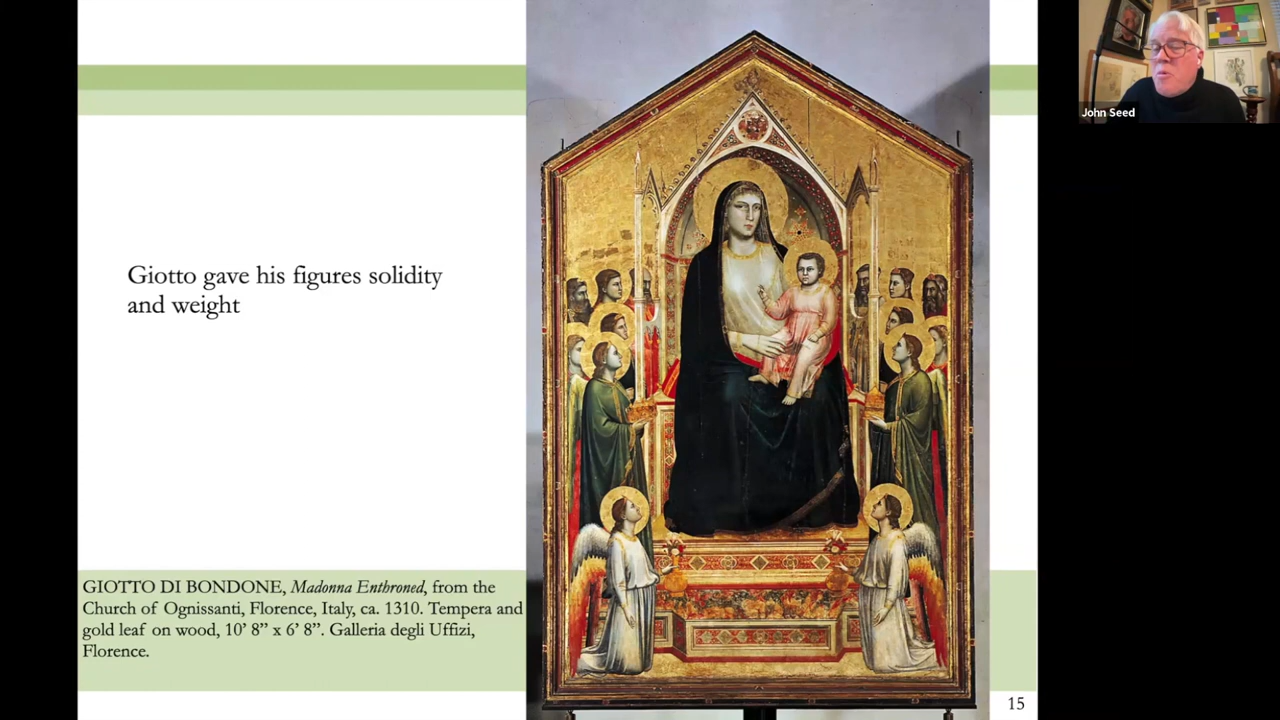 John Seed
Giotto gave his figures solidity
and weight
GIOTTO DI BONDONE, Madonna Enthroned, from the
Church of Ognissanti, Florence, Italy, ca. 1310. Tempera and
gold leaf on wood, 10’ 8” x 6’ 8”. Galleria degli Uffizi,
Florence.
15